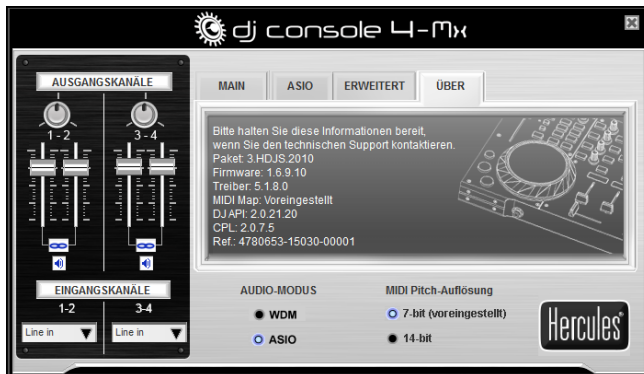 dj console 4-Mx
AUSGANGSKANÄLE
1 - 2
3 - 4
EINGANGSKANÄLE
1-2
3-4
Line in
Line in
MAIN
ASIO
ERWEITERT
ÜBER
Bitte halten Sie diese Informationen bereit,
wenn Sie den technischen Support kontaktieren.
Paket: 3.HDJS.2010
Firmware: 1.6.9.10
Treiber: 5.1.8.0
MIDI Map: Voreingestellt
DJ API: 2.0.21.20
CPL: 2.0.7.5
Ref.: 4780653-15030-00001
AUDIO-MODUS
WDM
ASIO
MIDI Pitch-Auflösung
7-bit (voreingestellt)
14-bit
Hercules